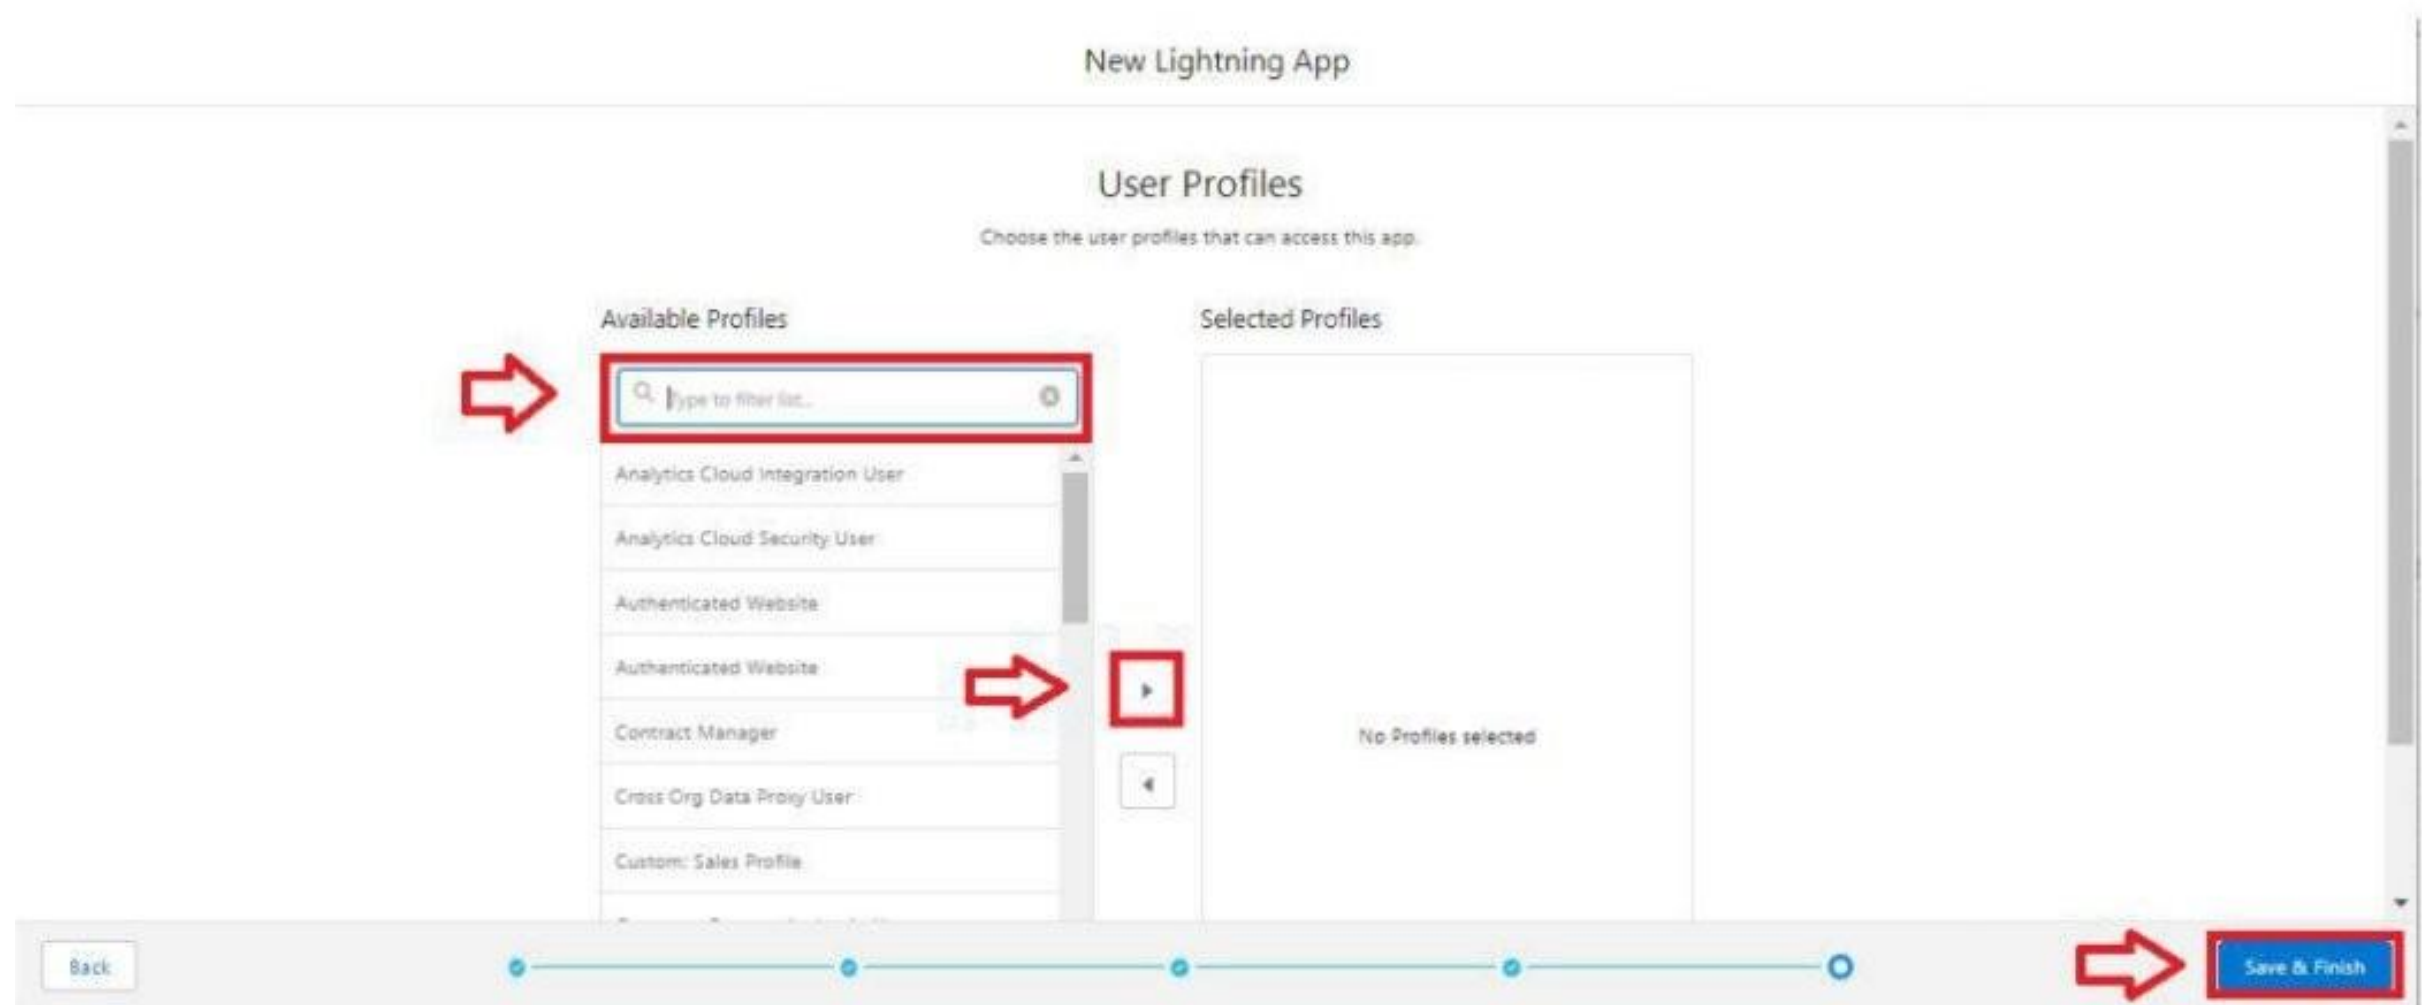 New Lightning App
User Profiles
Choose the user profiles that can access this app.
Available Profiles
Selected Profiles
Type to filter list...
Analytics Cloud Integration User
Analytics Cloud Security User
Authenticated Website
Authenticated Website
Contract Manager
No Profiles selected
Cross Org Data Proxy User
Custom: Sales Profile
Back
Save & Finish